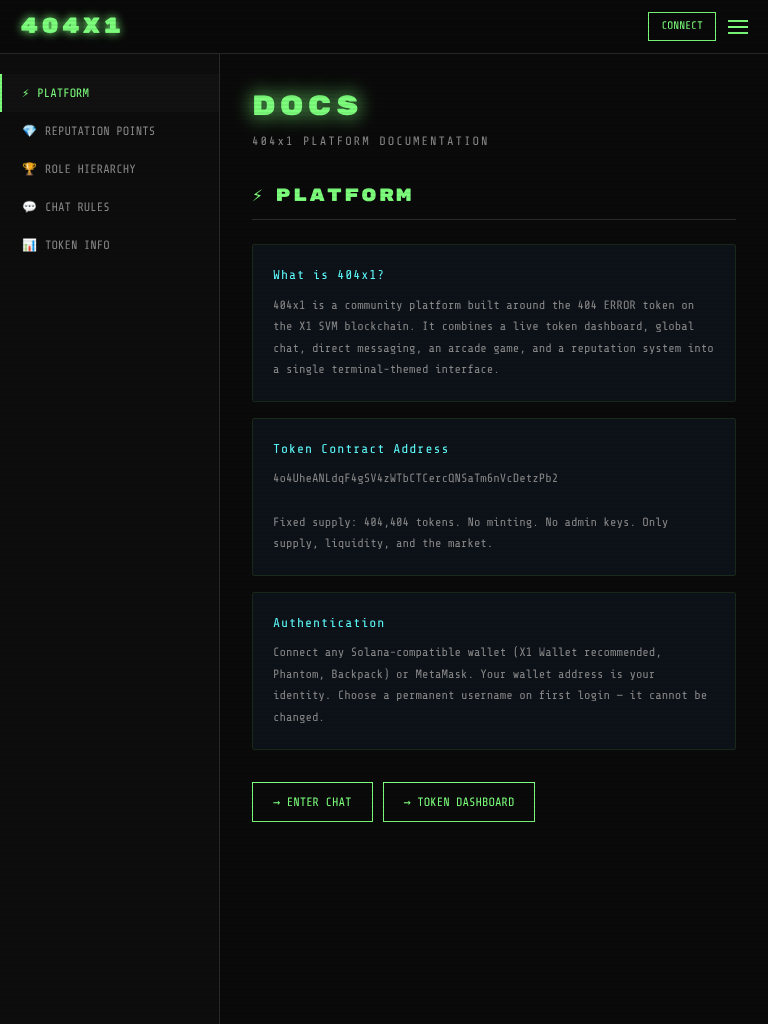 404X1
CONNECT
⚡ PLATFORM
💎 REPUTATION POINTS
🏆 ROLE HIERARCHY
💬 CHAT RULES
📊 TOKEN INFO
DOCS
404x1 PLATFORM DOCUMENTATION
⚡ PLATFORM
What is 404x1?
404x1 is a community platform built around the 404 ERROR token on
the X1 SVM blockchain. It combines a live token dashboard, global
chat, direct messaging, an arcade game, and a reputation system into
a single terminal-themed interface.
Token Contract Address
4o4UheANLdqF4gSV4zWTbCTCercQNSaTm6nVcDetzPb2
Fixed supply: 404,404 tokens. No minting. No admin keys. Only
supply, liquidity, and the market.
Authentication
Connect any Solana-compatible wallet (X1 Wallet recommended,
Phantom, Backpack) or MetaMask. Your wallet address is your
identity. Choose a permanent username on first login — it cannot be
changed.
→ ENTER CHAT
→ TOKEN DASHBOARD